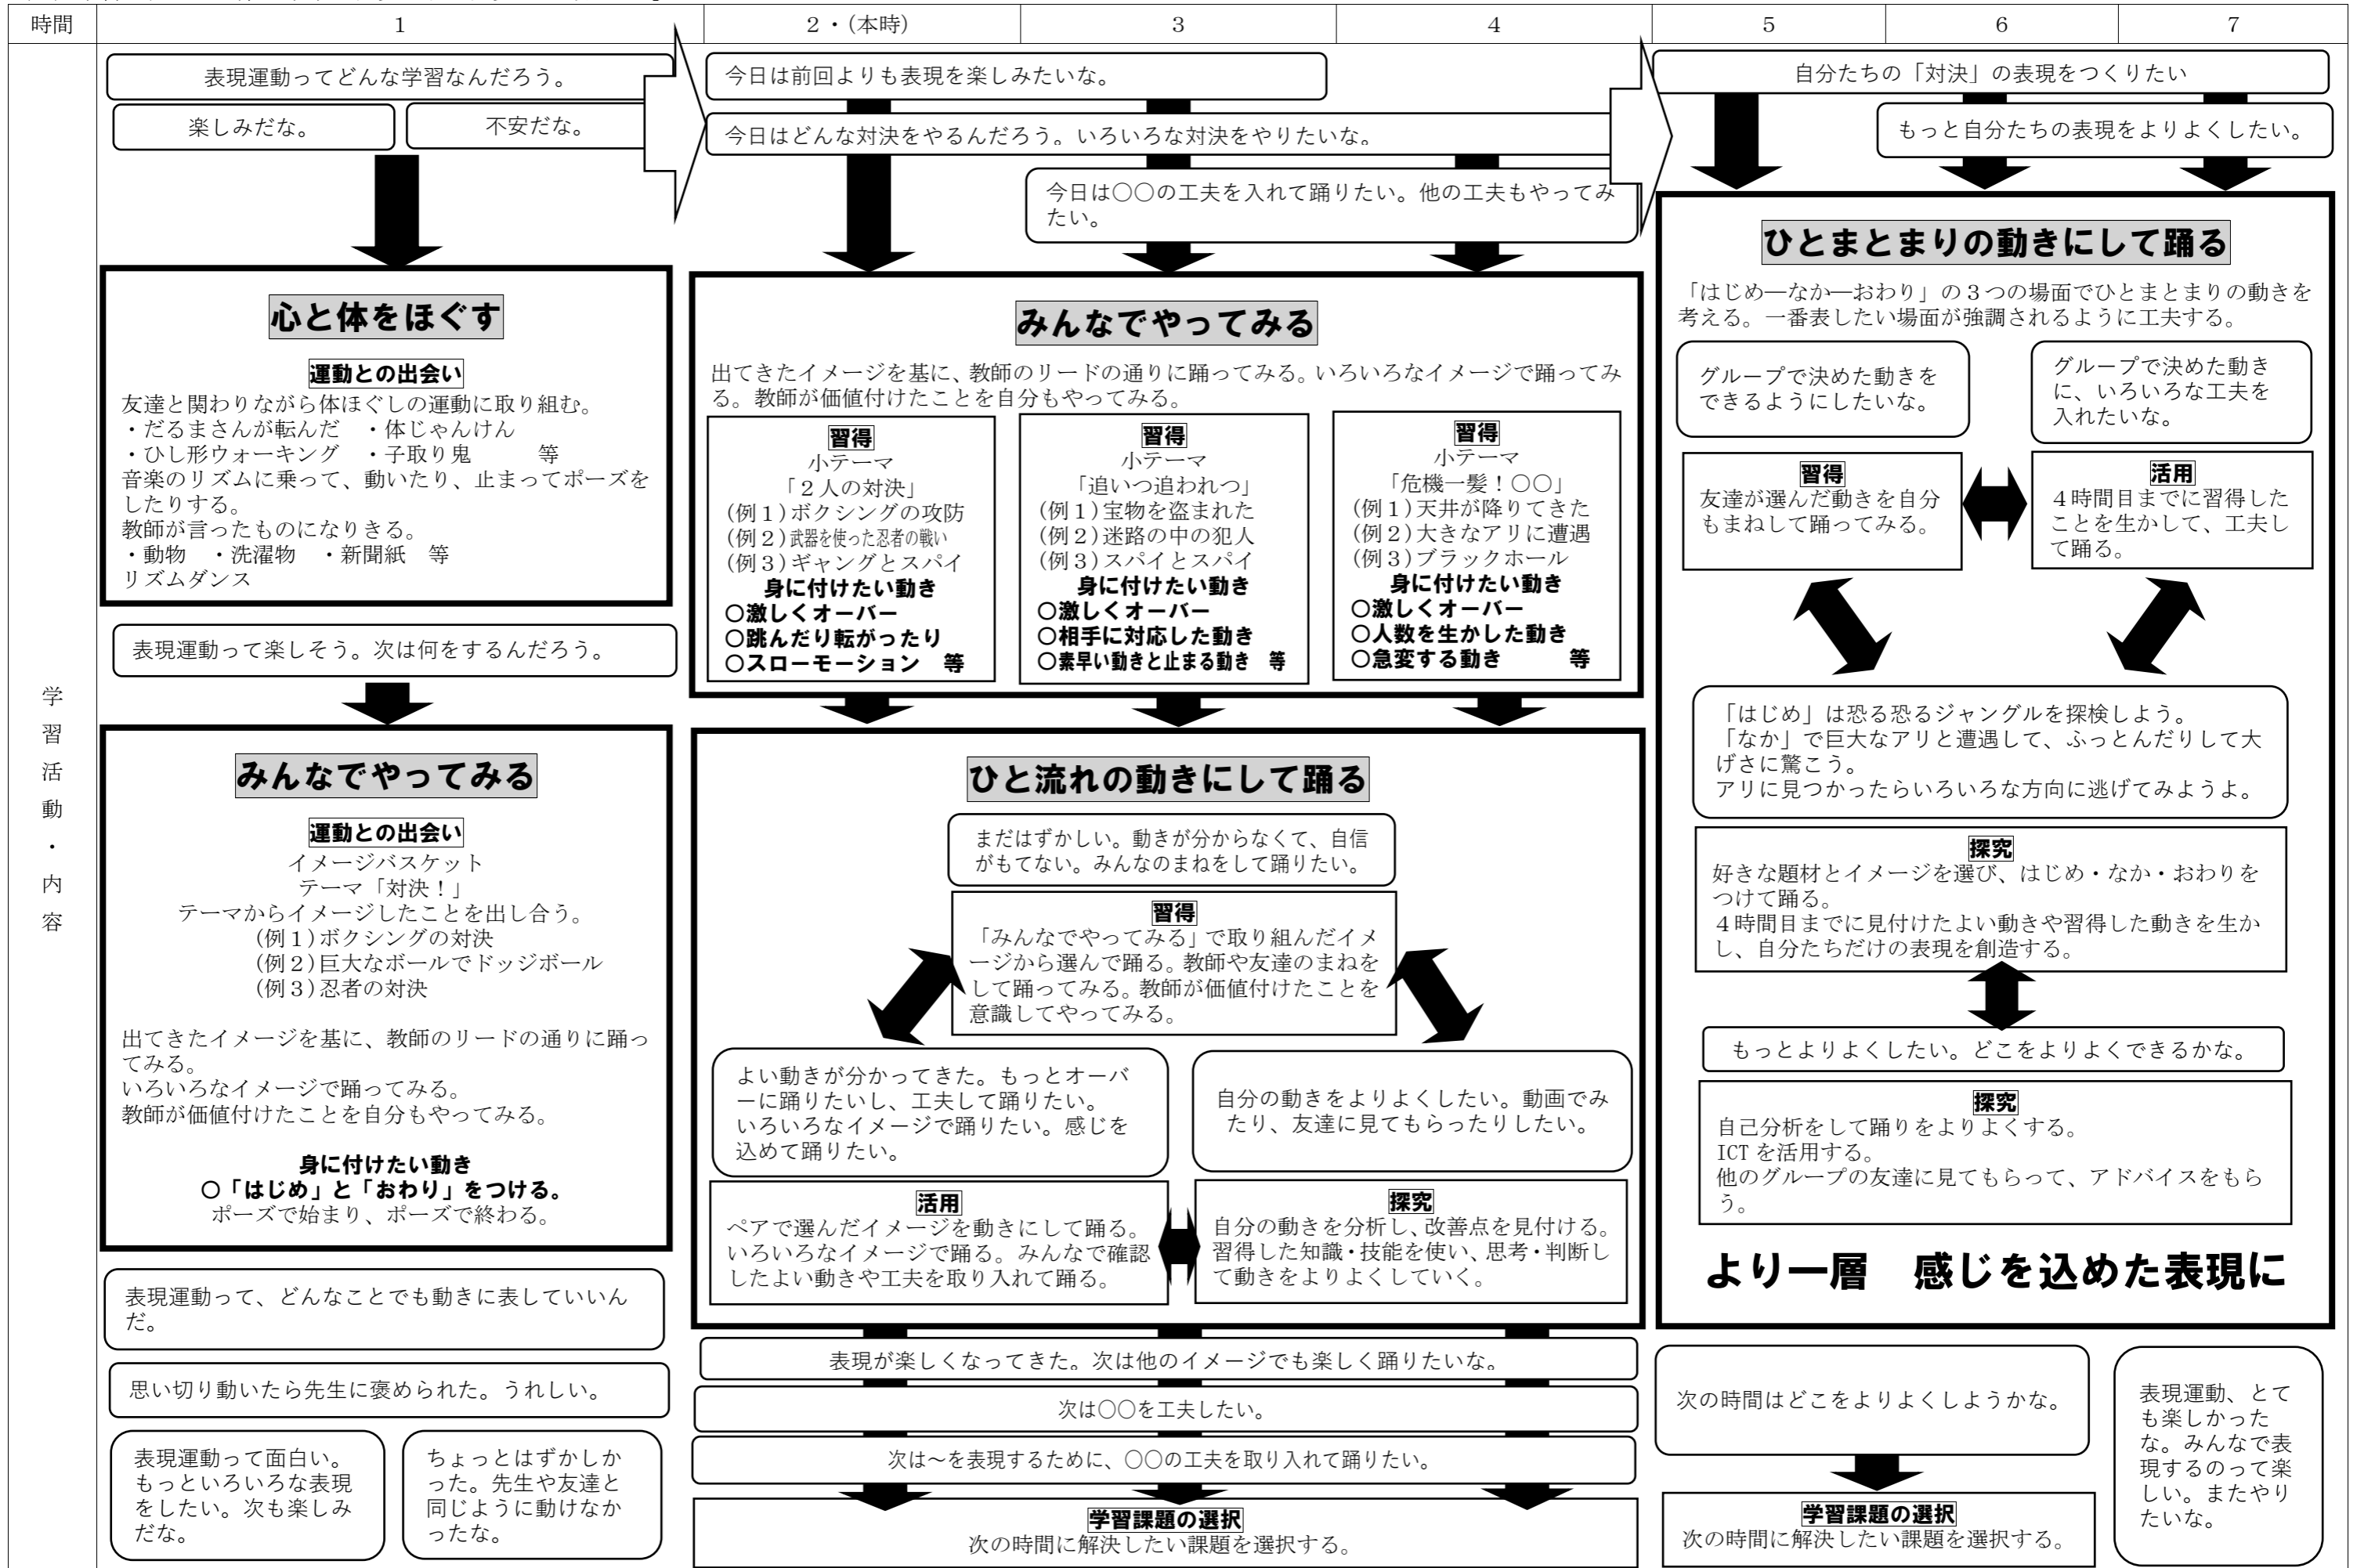 時間
1
2・(本時)
3
4
5
6
7
学習活動・内容
表現運動ってどんな学習なんだろう。
楽しみだな。
不安だな。
心と体をほぐす
運動との出会い
友達と関わりながら体ほぐしの運動に取り組む。
・だるまさんが転んだ　・体じゃんけん
・ひし形ウォーキング　・子取り鬼　　　等
音楽のリズムに乗って、動いたり、止まってポーズを
したりする。
教師が言ったものになりきる。
・動物　・洗濯物　・新聞紙　等
リズムダンス
表現運動って楽しそう。次は何をするんだろう。
みんなでやってみる
運動との出会い
イメージバスケット
テーマ「対決！」
テーマからイメージしたことを出し合う。
(例１)ボクシングの対決
(例２)巨大なボールでドッジボール
(例３)忍者の対決
出てきたイメージを基に、教師のリードの通りに踊っ
てみる。
いろいろなイメージで踊ってみる。
教師が価値付けたことを自分もやってみる。
身に付けたい動き
○「はじめ」と「おわり」をつける。
ポーズで始まり、ポーズで終わる。
表現運動って、どんなことでも動きに表していいん
だ。
思い切り動いたら先生に褒められた。うれしい。
表現運動って面白い。
もっといろいろな表現
をしたい。次も楽しみ
だな。
ちょっとはずかしか
った。先生や友達と
同じように動けなか
ったな。
今日は前回よりも表現を楽しみたいな。
今日はどんな対決をやるんだろう。いろいろな対決をやりたいな。
今日は○○の工夫を入れて踊りたい。他の工夫もやってみ
たい。
みんなでやってみる
出てきたイメージを基に、教師のリードの通りに踊ってみる。いろいろなイメージで踊ってみ
る。教師が価値付けたことを自分もやってみる。
習得
小テーマ
「２人の対決」
(例１)ボクシングの攻防
(例２)武器を使った忍者の戦い
(例３)ギャングとスパイ
身に付けたい動き
○激しくオーバー
○跳んだり転がったり
○スローモーション　等
習得
小テーマ
「追いつ追われつ」
(例１)宝物を盗まれた
(例２)迷路の中の犯人
(例３)スパイとスパイ
身に付けたい動き
○激しくオーバー
○相手に対応した動き
○素早い動きと止まる動き　等
習得
小テーマ
「危機一髪！○○」
(例１)天井が降りてきた
(例２)大きなアリに遭遇
(例３)ブラックホール
身に付けたい動き
○激しくオーバー
○人数を生かした動き
○急変する動き　　　等
ひと流れの動きにして踊る
まだはずかしい。動きが分からなくて、自信
がもてない。みんなのまねをして踊りたい。
習得
「みんなでやってみる」で取り組んだイメ
ージから選んで踊る。教師や友達のまねを
して踊ってみる。教師が価値付けたことを
意識してやってみる。
よい動きが分かってきた。もっとオーバ
ーに踊りたいし、工夫して踊りたい。
いろいろなイメージで踊りたい。感じを
込めて踊りたい。
自分の動きをよりよくしたい。動画でみ
たり、友達に見てもらったりしたい。
活用
ペアで選んだイメージを動きにして踊る。
いろいろなイメージで踊る。みんなで確認
したよい動きや工夫を取り入れて踊る。
探究
自分の動きを分析し、改善点を見付ける。
習得した知識・技能を使い、思考・判断し
て動きをよりよくしていく。
表現が楽しくなってきた。次は他のイメージでも楽しく踊りたいな。
次は○○を工夫したい。
次は～を表現するために、○○の工夫を取り入れて踊りたい。
学習課題の選択
次の時間に解決したい課題を選択する。
自分たちの「対決」の表現をつくりたい
もっと自分たちの表現をよりよくしたい。
ひとまとまりの動きにして踊る
「はじめ―なか―おわり」の３つの場面でひとまとまりの動きを
考える。一番表したい場面が強調されるように工夫する。
グループで決めた動きを
できるようにしたいな。
グループで決めた動き
に、いろいろな工夫を
入れたいな。
習得
友達が選んだ動きを自分
もまねして踊ってみる。
活用
４時間目までに習得した
ことを生かして、工夫し
て踊る。
「はじめ」は恐る恐るジャングルを探検しよう。
「なか」で巨大なアリと遭遇して、ふっとんだりして大
げさに驚こう。
アリに見つかったらいろいろな方向に逃げてみようよ。
探究
好きな題材とイメージを選び、はじめ・なか・おわりを
つけて踊る。
４時間目までに見付けたよい動きや習得した動きを生か
し、自分たちだけの表現を創造する。
もっとよりよくしたい。どこをよりよくできるかな。
探究
自己分析をして踊りをよりよくする。
ICTを活用する。
他のグループの友達に見てもらって、アドバイスをもら
う。
より一層　感じを込めた表現に
次の時間はどこをよりよくしようかな。
学習課題の選択
次の時間に解決したい課題を選択する。
表現運動、とて
も楽しかった
な。みんなで表
現するのって楽
しい。またやり
たいな。